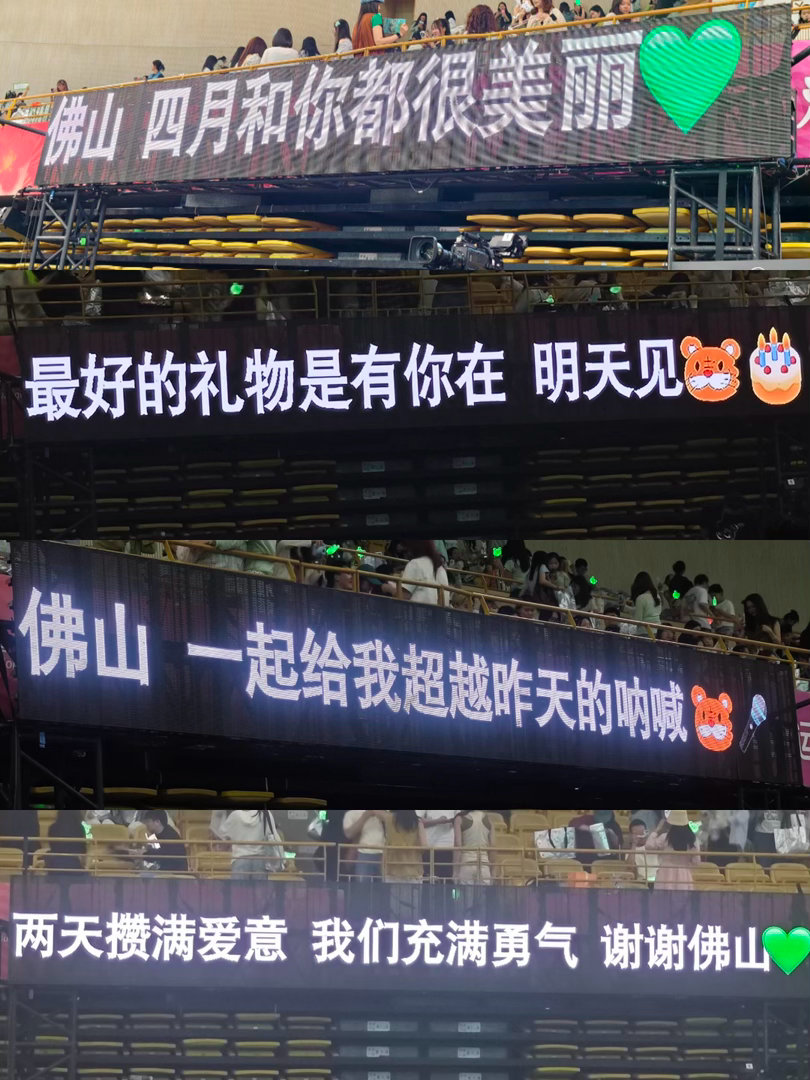 佛山 四月和你都很美丽💚
最好的礼物是有你在 明天见🐯🎂
佛山 一起给我超越昨天的呐喊🐯🎤
两天攒满爱意 我们充满勇气 谢谢佛山💚